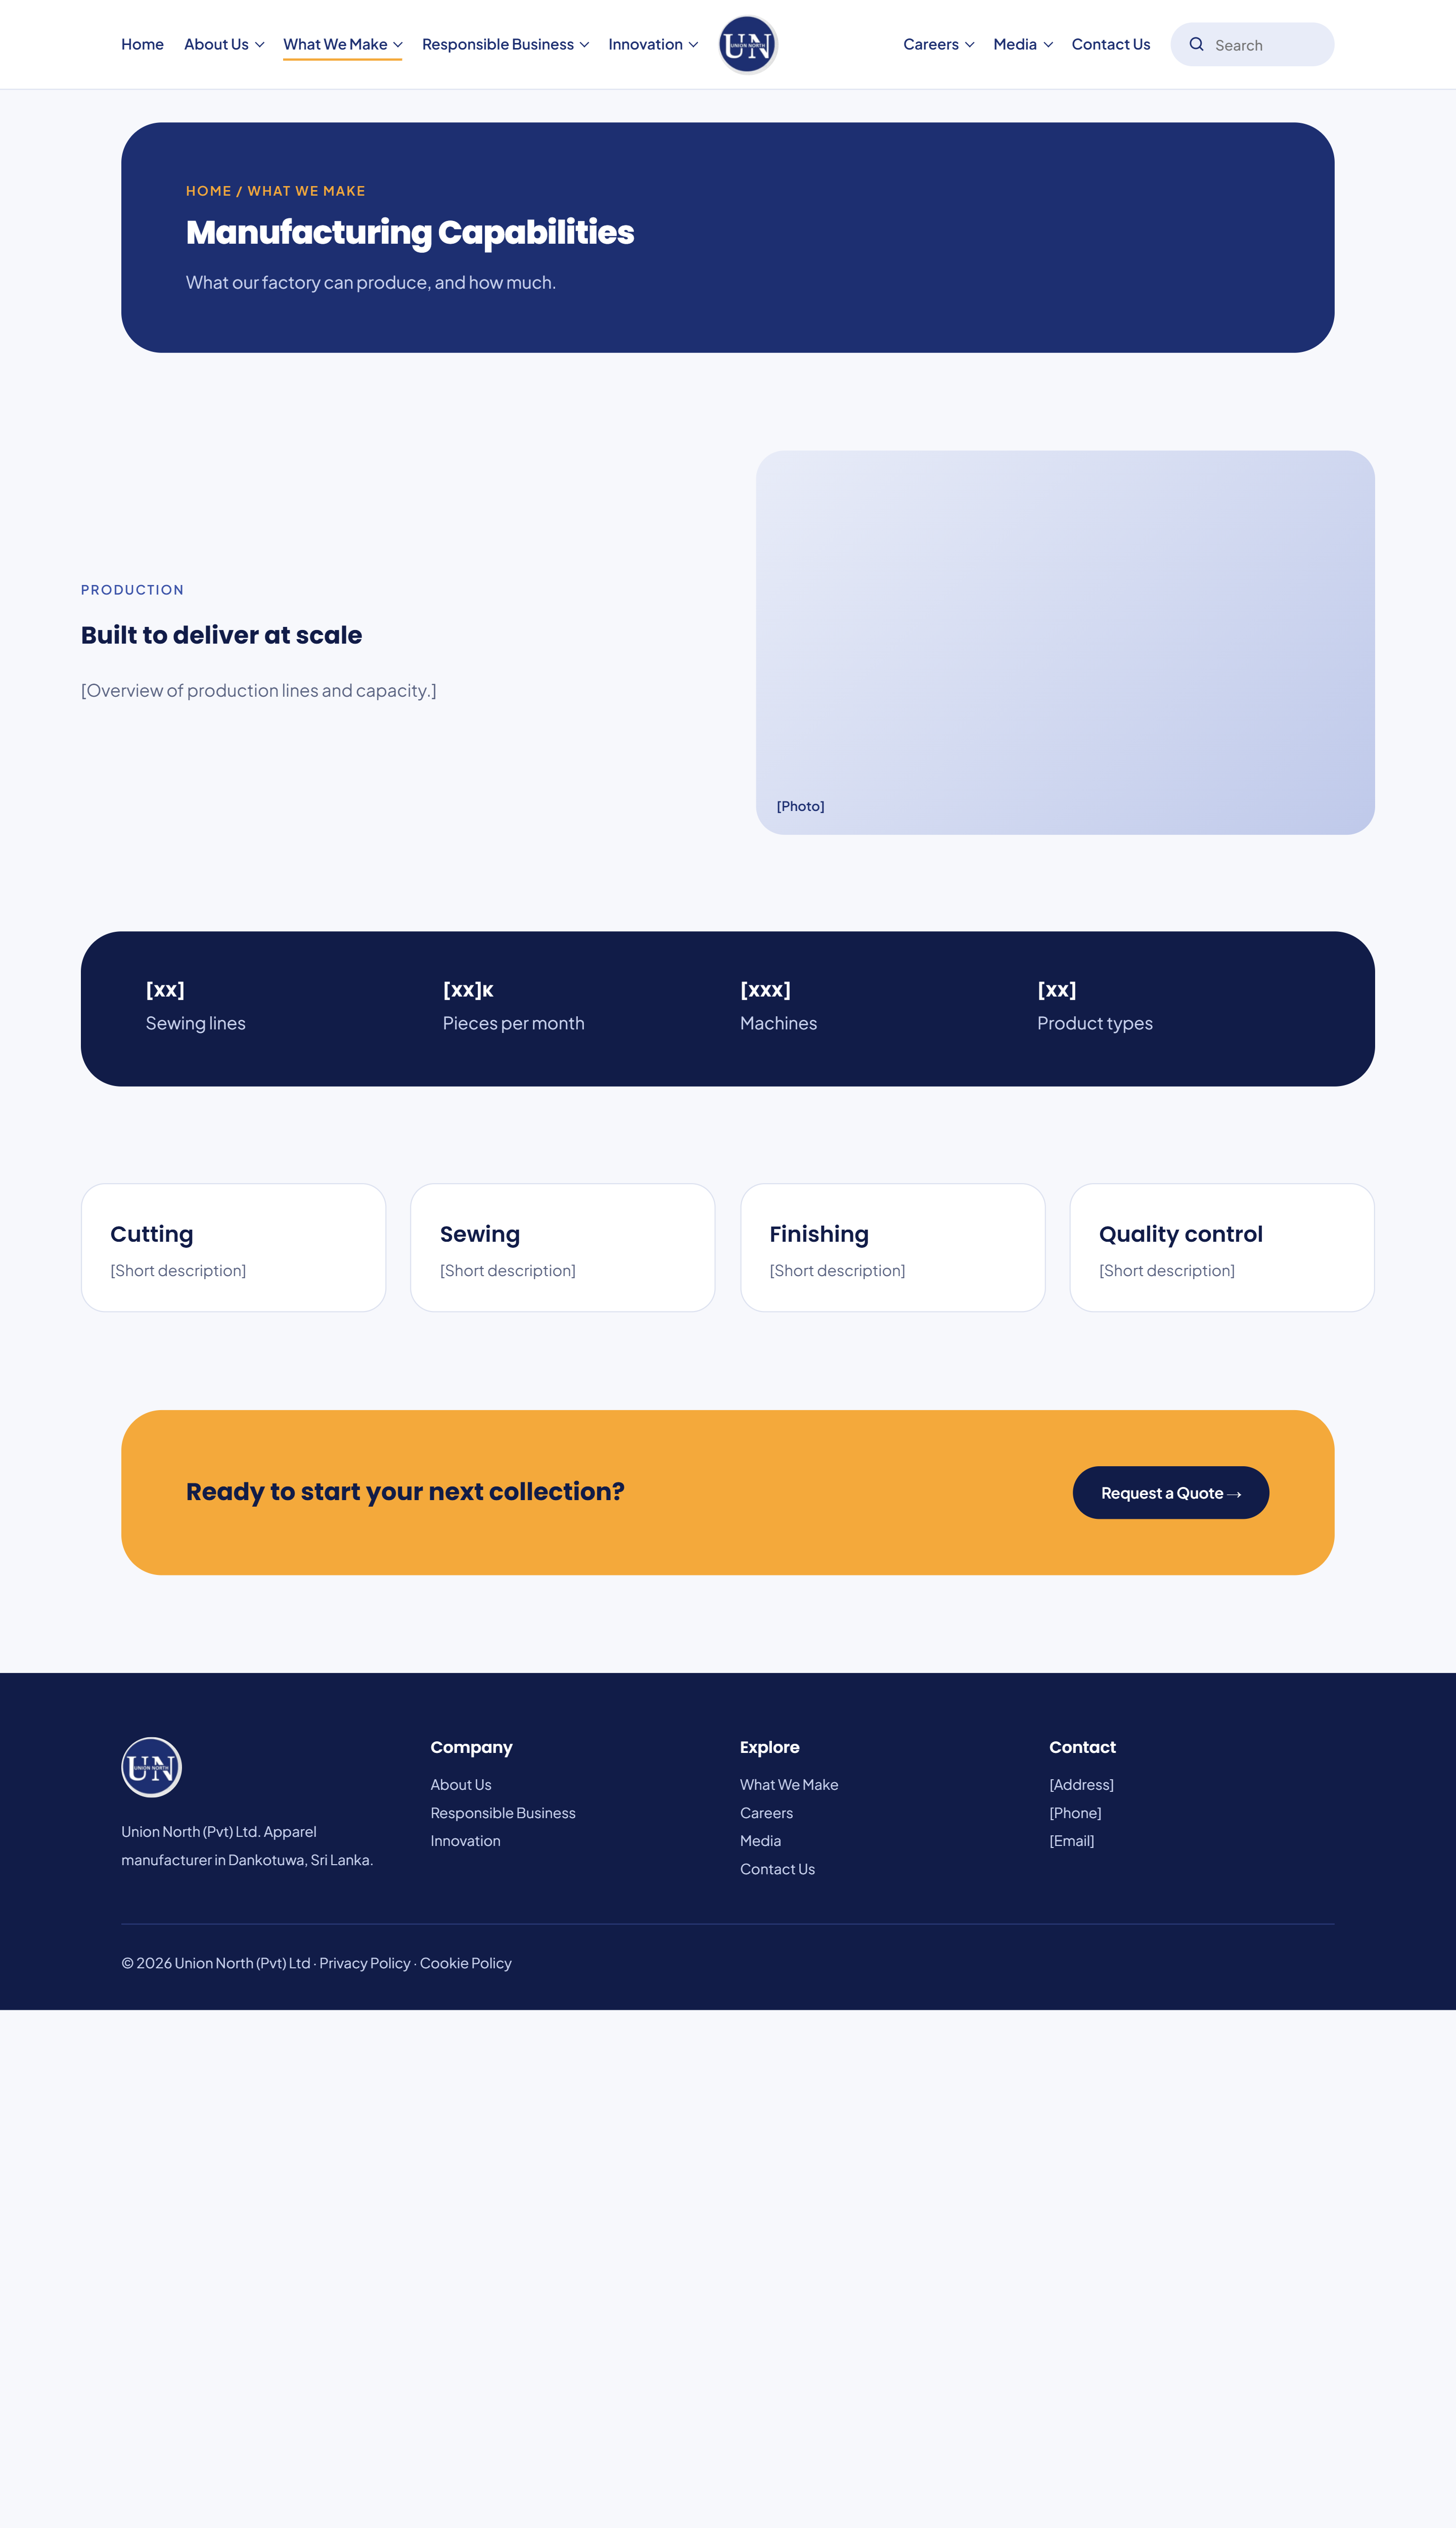 Home
About Us
What We Make
Responsible Business
Innovation
UN
UNION NORTH
Careers
Media
Contact Us
Search
HOME / WHAT WE MAKE
Manufacturing Capabilities
What our factory can produce, and how much.
PRODUCTION
Built to deliver at scale
[Overview of production lines and capacity.]
[Photo]
[XX]
Sewing lines
[XX]K
Pieces per month
[XXX]
Machines
[XX]
Product types
Cutting
[Short description]
Sewing
[Short description]
Finishing
[Short description]
Quality control
[Short description]
Ready to start your next collection?
Request a Quote →
UN
UNION NORTH
Union North (Pvt) Ltd. Apparel
manufacturer in Dankotuwa, Sri Lanka.
Company
About Us
Responsible Business
Innovation
Explore
What We Make
Careers
Media
Contact Us
Contact
[Address]
[Phone]
[Email]
© 2026 Union North (Pvt) Ltd · Privacy Policy · Cookie Policy